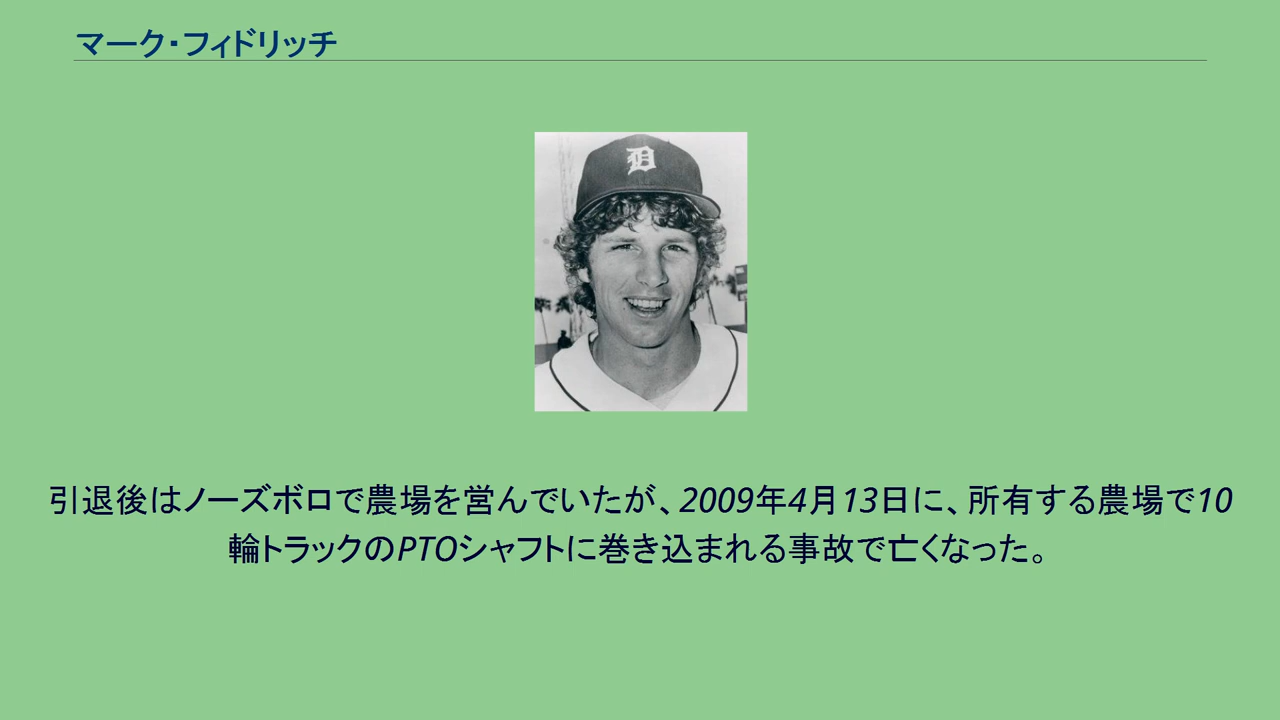 マーク・フィドリッチ
D
引退後はノーズボロで農場を営んでいたが、2009年4月13日に、所有する農場で10
輪トラックのPTOシャフトに巻き込まれる事故で亡くなった。